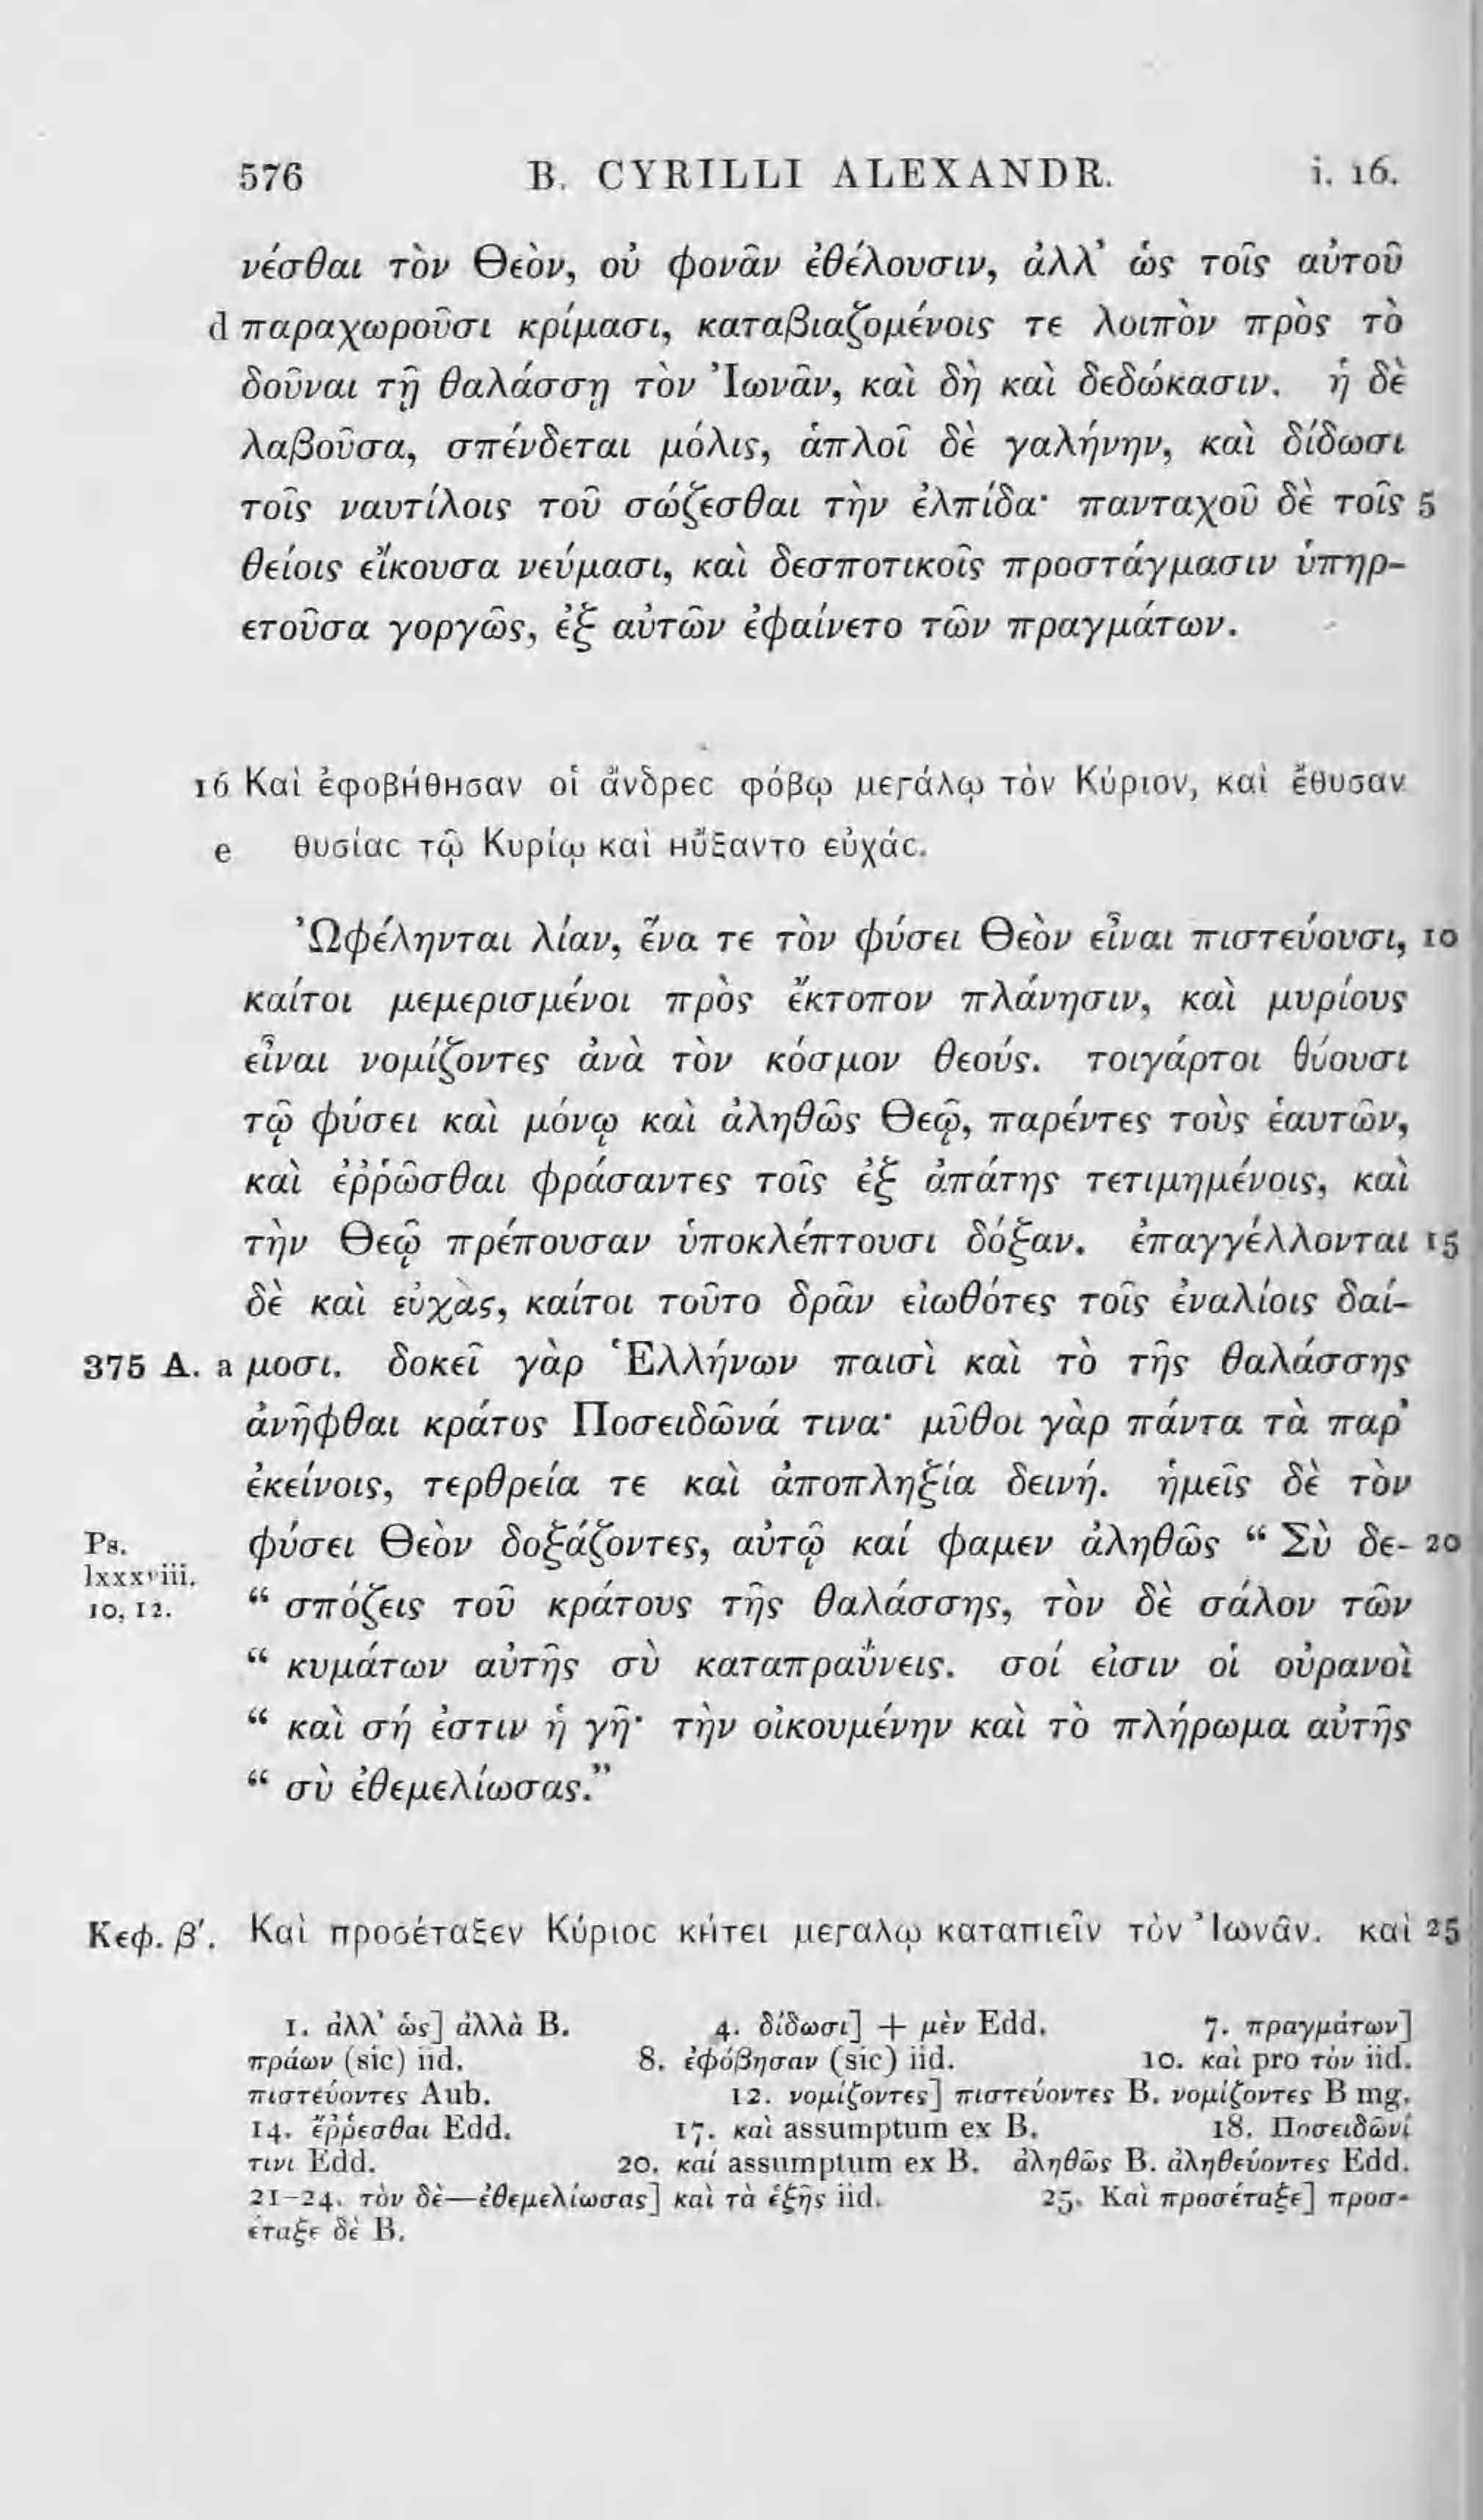 576 B. CYRILLI ALEXANDR. i. 16.
νέσθαι τὸν Θεὸν, οὐ φονᾶν ἐθέλουσιν, ἀλλ᾽ ὡς τοῖς αὐτοῦ
d παραχωροῦσι κρίμασι, καταβιαζομένοις τε λοιπὸν πρὸς τὸ
δοῦναι τῇ θαλάσσῃ τὸν Ἰωνᾶν, καὶ δὴ καὶ δεδώκασιν. ἡ δὲ
λαβοῦσα, σπένδεται μόλις, ἁπλοῖ δὲ γαλήνην, καὶ δίδωσι
τοῖς ναυτίλοις τοῦ σώζεσθαι τὴν ἐλπίδα· πανταχοῦ δὲ τοῖς 5
θείοις εἴκουσα νεύμασι, καὶ δεσποτικοῖς προστάγμασιν ὑπηρ-
ετοῦσα γοργῶς, ἐξ αὐτῶν ἐφαίνετο τῶν πραγμάτων.
16 Καὶ ἐφοβήθησαν οἱ ἄνδρες φόβῳ μεγάλῳ τὸν Κύριον, καὶ ἔθυσαν
e θυσίας τῷ Κυρίῳ καὶ ηὔξαντο εὐχάς.
Ὠφέληνται λίαν, ἕνα τε τὸν φύσει Θεὸν εἶναι πιστεύουσι, 10
καίτοι μεμερισμένοι πρὸς ἔκτοπον πλάνησιν, καὶ μυρίους
εἶναι νομίζοντες ἀνὰ τὸν κόσμον θεούς. τοιγάρτοι θύουσι
τῷ φύσει καὶ μόνῳ καὶ ἀληθῶς Θεῷ, παρέντες τοὺς ἑαυτῶν,
καὶ ἐῤῥῶσθαι φράσαντες τοῖς ἐξ ἀπάτης τετιμημένοις, καὶ
τὴν Θεῷ πρέπουσαν ὑποκλέπτουσι δόξαν. ἐπαγγέλλονται 15
δὲ καὶ εὐχὰς, καίτοι τοῦτο δρᾶν εἰωθότες τοῖς ἐναλίοις δαί-
375 A. a μοσι. δοκεῖ γὰρ Ἑλλήνων παισὶ καὶ τὸ τῆς θαλάσσης
ἀνῆφθαι κράτος Ποσειδῶνά τινα· μῦθοι γὰρ πάντα τὰ παρ᾽
ἐκείνοις, τερθρεία τε καὶ ἀποπληξία δεινή. ἡμεῖς δὲ τὸν
Ps. φύσει Θεὸν δοξάζοντες, αὐτῷ καί φαμεν ἀληθῶς “ Σὺ δε- 20
lxxxviii.
10, 12. “ σπόζεις τοῦ κράτους τῆς θαλάσσης, τὸν δὲ σάλον τῶν
“ κυμάτων αὐτῆς σὺ καταπραΰνεις. σοί εἰσιν οἱ οὐρανοὶ
“ καὶ σή ἐστιν ἡ γῆ· τὴν οἰκουμένην καὶ τὸ πλήρωμα αὐτῆς
“ σὺ ἐθεμελίωσας.”
Κεφ. β′. Καὶ προσέταξεν Κύριος κήτει μεγαλῳ καταπιεῖν τὸν Ἰωνᾶν. καὶ 25
1. ἀλλ᾽ ὡς] ἀλλὰ B. 4. δίδωσι] + μὲν Edd. 7. πραγμάτων]
πράων (sic) iid. 8. ἐφόβησαν (sic) iid. 10. καὶ pro τὸν iid.
πιστεύοντες Aub. 12. νομίζοντες] πιστεύοντες B. νομίζοντες B mg.
14. ἔῤῥεσθαι Edd. 17. καὶ assumptum ex B. 18. Ποσειδῶνί
τινι Edd. 20. καί assumptum ex B. ἀληθῶς B. ἀληθεύοντες Edd.
21-24. τὸν δὲ—ἐθεμελίωσας] καὶ τὰ ἑξῆς iid. 25. Καὶ προσέταξε] προσ-
έταξε δὲ B.